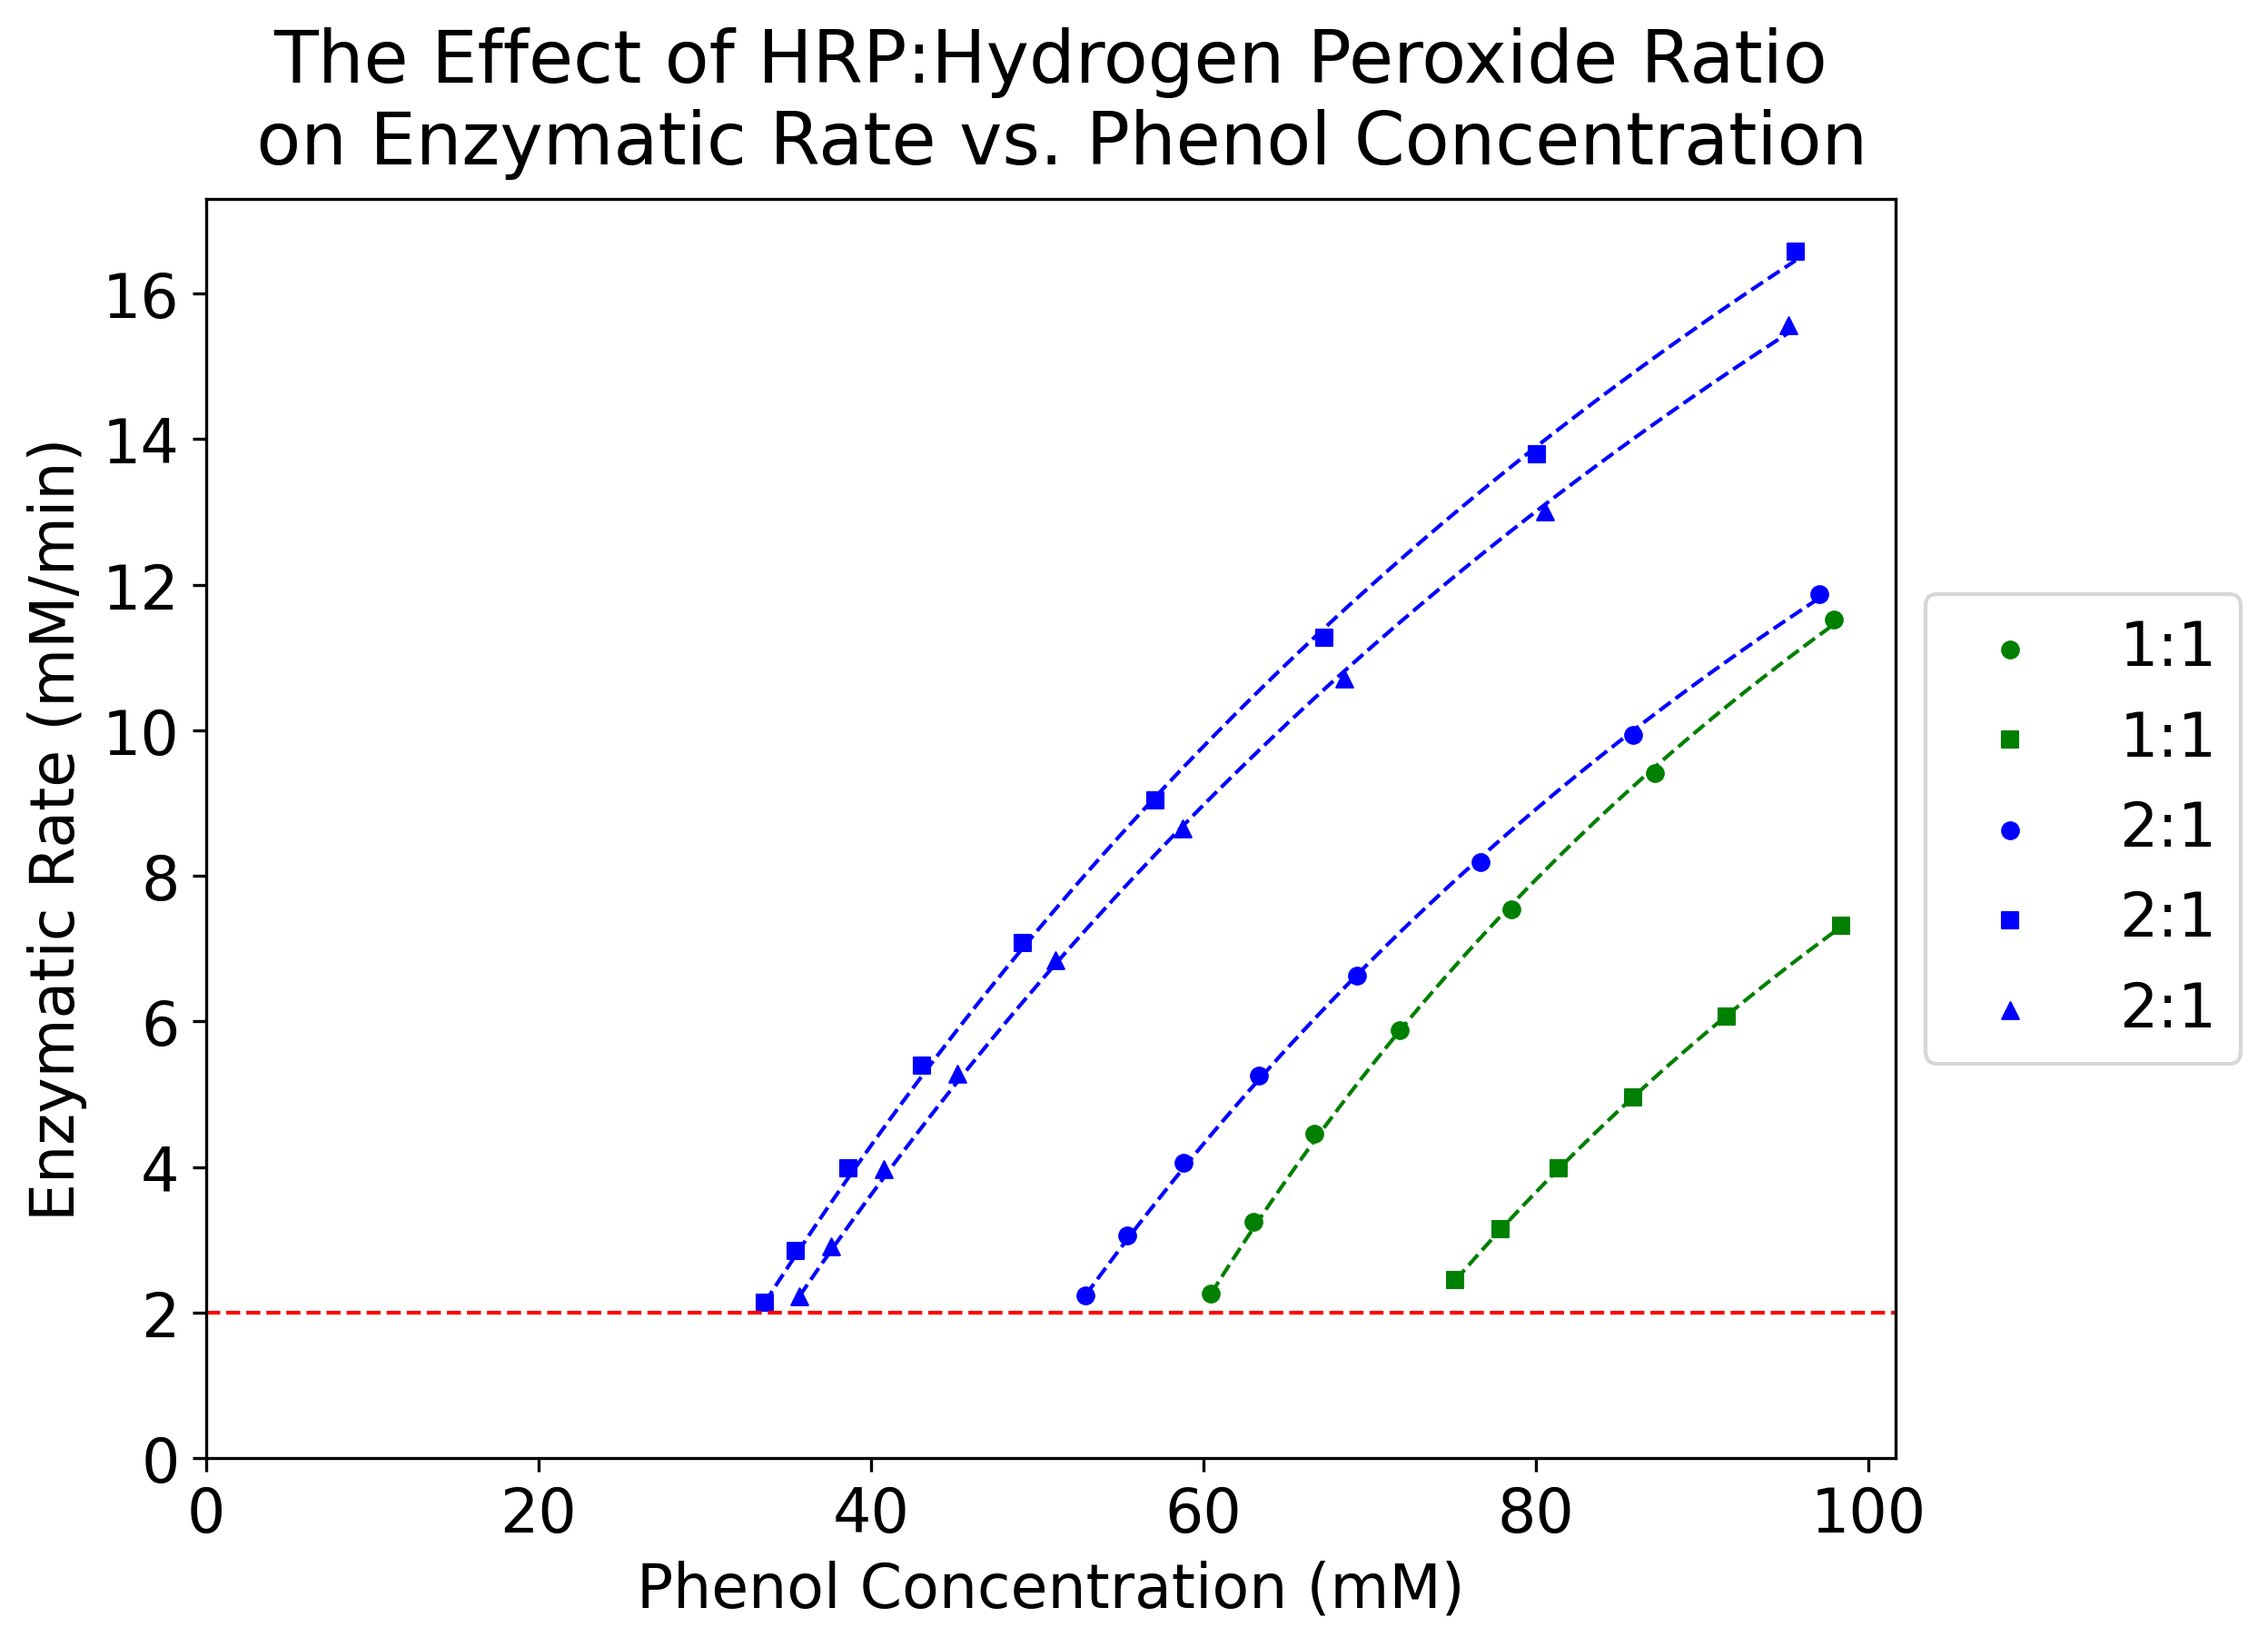 The Effect of HRP:Hydrogen Peroxide Ratio
on Enzymatic Rate vs. Phenol Concentration
Enzymatic Rate (mM/min)
16
14
12
10
8
6
4
2
0
0 20 40 60 80 100
Phenol Concentration (mM)
1:1
1:1
2:1
2:1
2:1